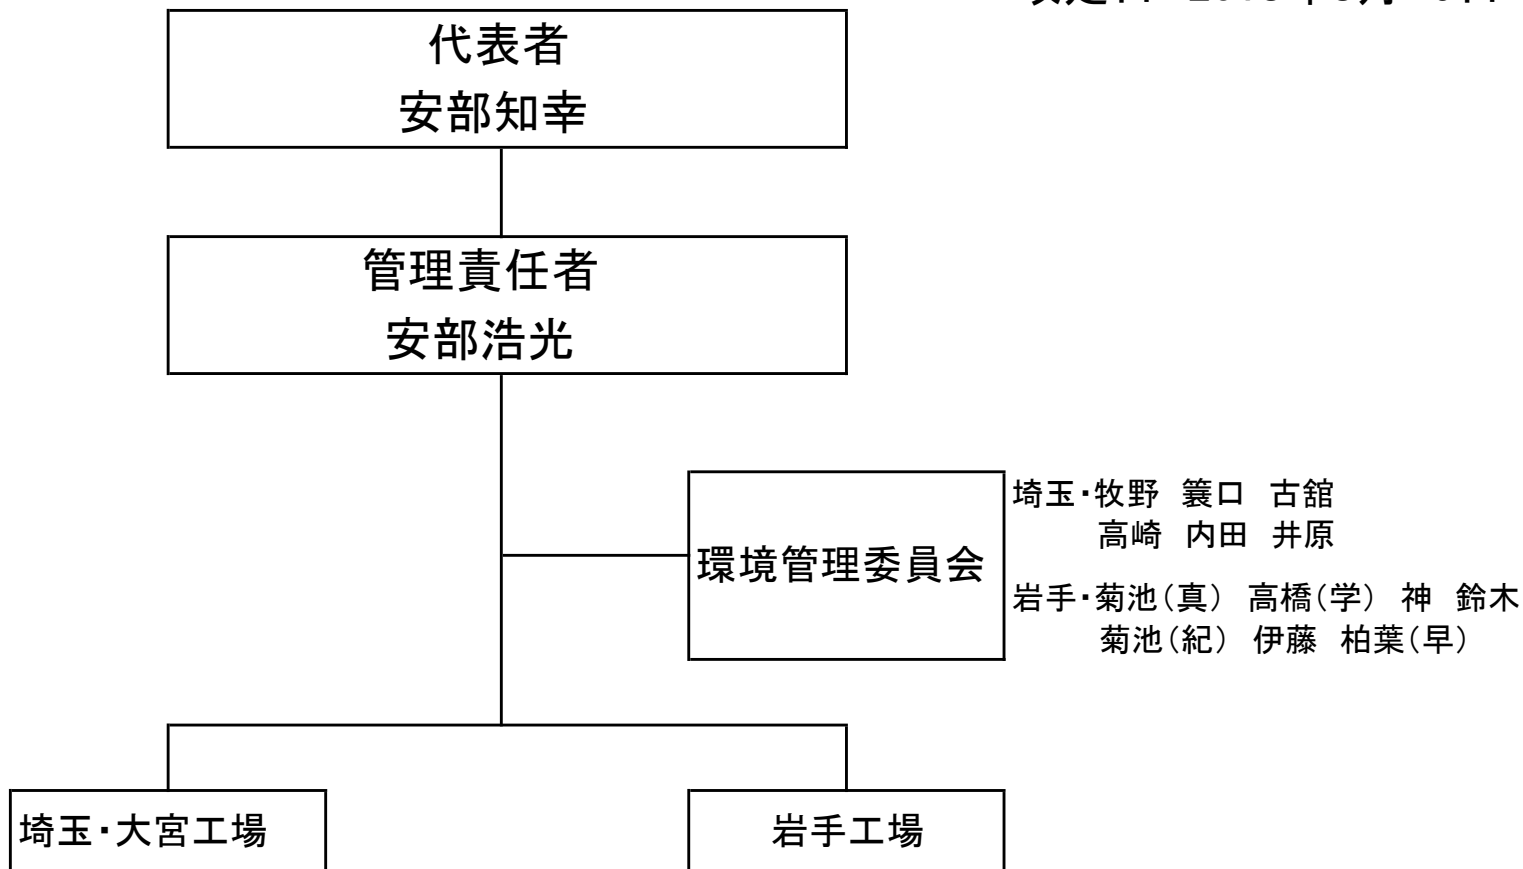 代表者
安部知幸
管理責任者
安部浩光
環境管理委員会
埼玉・牧野 簑口 古舘
高崎 内田 井原
岩手・菊池(真) 高橋(学) 神 鈴木
菊池(紀) 伊藤 柏葉(早)
埼玉・大宮工場
岩手工場